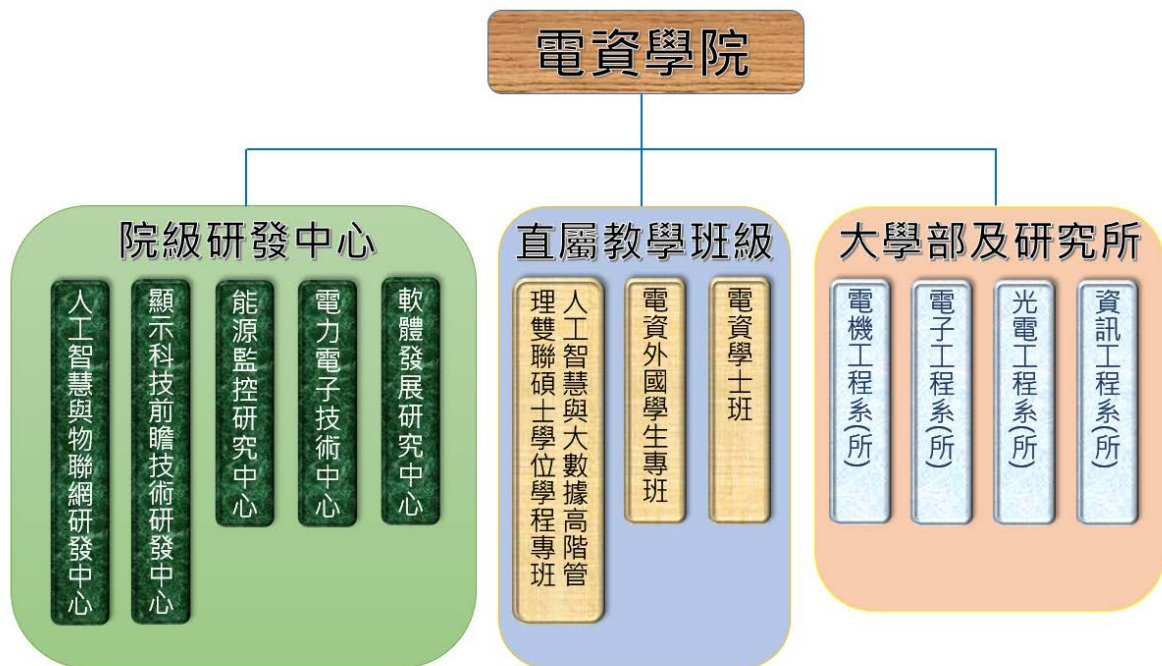 電資學院
院級研發中心
人工智慧與物聯網研發中心
顯示科技前瞻技術研發中心
能源監控研究中心
電力電子技術中心
軟體發展研究中心
直屬教學班級
人工智慧與大數據高階管
理雙聯碩士學位學程專班
電資外國學生專班
電資學士班
大學部及研究所
電機工程系(所)
電子工程系(所)
光電工程系(所)
資訊工程系(所)